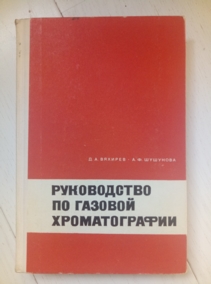 Д. А. ВЯХИРЕВ · А. Ф. ШУШУНОВА
РУКОВОДСТВО
ПО ГАЗОВОЙ
ХРОМАТОГРАФИИ